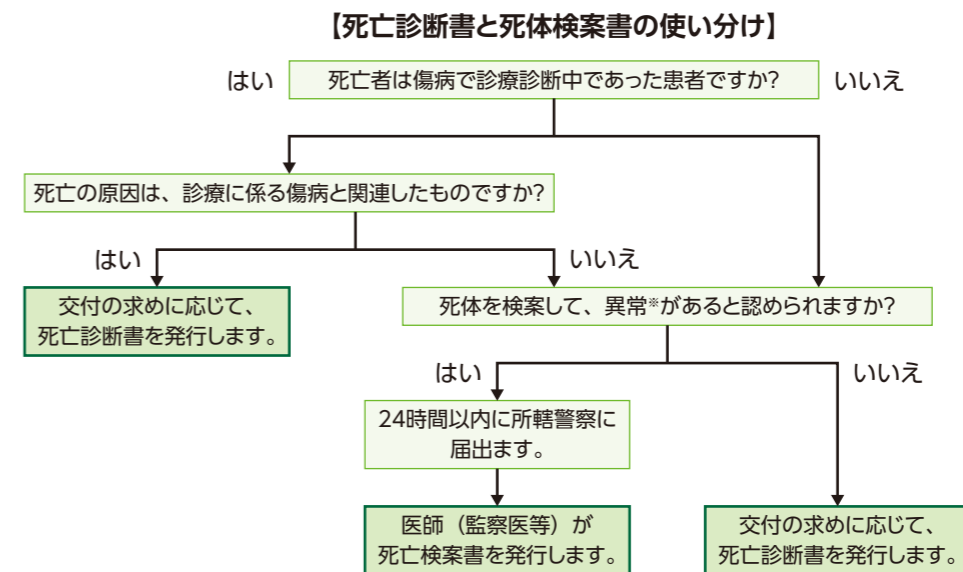 【死亡診断書と死体検案書の使い分け】
はい
死亡者は傷病で診療診断中であった患者ですか?
いいえ
死亡の原因は、診療に係る傷病と関連したものですか?
はい
いいえ
交付の求めに応じて、
死亡診断書を発行します。
死体を検案して、異常※があると認められますか?
はい
いいえ
24時間以内に所轄警察に
届出ます。
医師（監察医等）が
死亡検案書を発行します。
交付の求めに応じて、
死亡診断書を発行します。